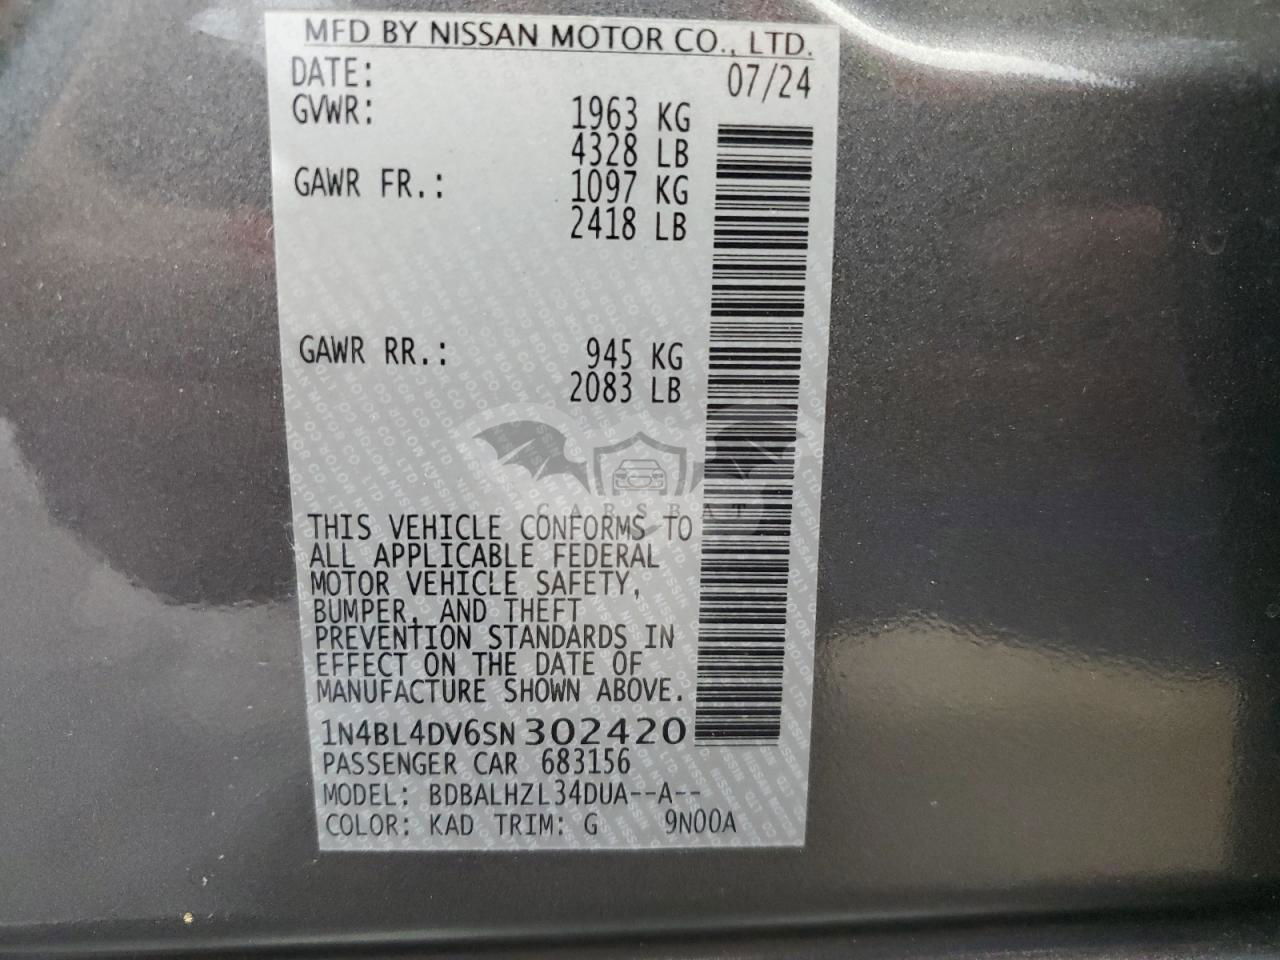 MFD BY NISSAN MOTOR CO., LTD.
DATE: 07/24
GVWR: 1963 KG
4328 LB
GAWR FR.: 1097 KG
2418 LB
GAWR RR.: 945 KG
2083 LB
CARSBAT
THIS VEHICLE CONFORMS TO
ALL APPLICABLE FEDERAL
MOTOR VEHICLE SAFETY,
BUMPER, AND THEFT
PREVENTION STANDARDS IN
EFFECT ON THE DATE OF
MANUFACTURE SHOWN ABOVE.
1N4BL4DV6SN302420
PASSENGER CAR 683156
MODEL: BDBALHZL34DUA--A--
COLOR: KAD TRIM: G 9N00A